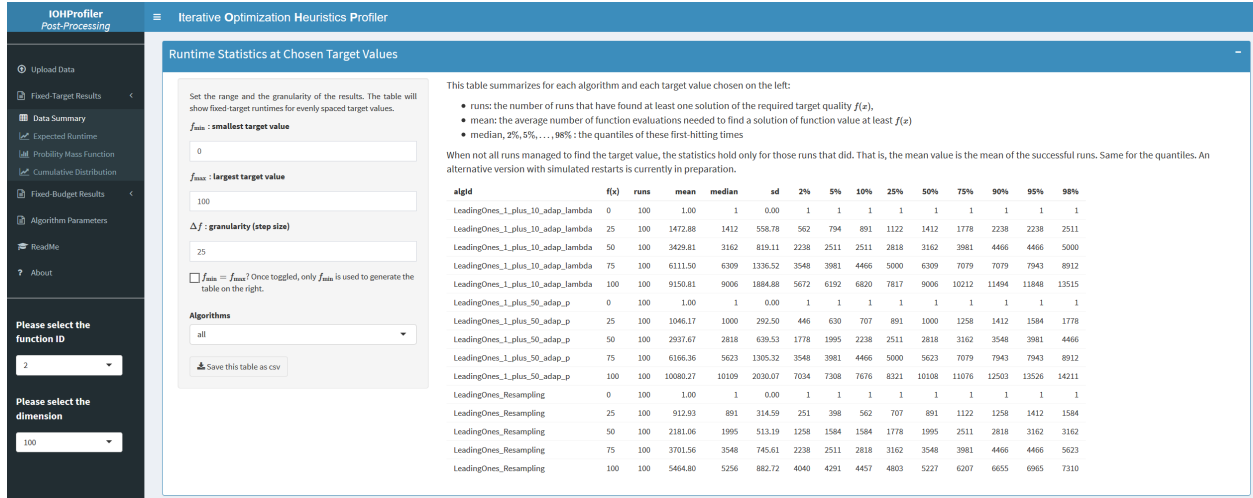 IOHProfiler
Post-Processing
Iterative Optimization Heuristics Profiler
Upload Data
Fixed-Target Results
Data Summary
Expected Runtime
Probility Mass Function
Cumulative Distribution
Fixed-Budget Results
Algorithm Parameters
ReadMe
About
Please select the
function ID
2
Please select the
dimension
100
Runtime Statistics at Chosen Target Values
Set the range and the granularity of the results. The table will
show fixed-target runtimes for evenly spaced target values.
fmin : smallest target value
0
fmax : largest target value
100
Δf : granularity (step size)
25
fmin = fmax? Once toggled, only fmin is used to generate the
table on the right.
Algorithms
all
Save this table as csv
This table summarizes for each algorithm and each target value chosen on the left:
• runs: the number of runs that have found at least one solution of the required target quality f(x),
• mean: the average number of function evaluations needed to find a solution of function value at least f(x)
• median, 2%, 5%, . . . , 98% : the quantiles of these first-hitting times
When not all runs managed to find the target value, the statistics hold only for those runs that did. That is, the mean value is the mean of the successful runs. Same for the quantiles. An
alternative version with simulated restarts is currently in preparation.
algId f(x) runs mean median sd 2% 5% 10% 25% 50% 75% 90% 95% 98%
LeadingOnes_1_plus_10_adap_lambda 0 100 1.00 1 0.00 1 1 1 1 1 1 1 1 1
LeadingOnes_1_plus_10_adap_lambda 25 100 1472.88 1412 558.78 562 794 891 1122 1412 1778 2238 2238 2511
LeadingOnes_1_plus_10_adap_lambda 50 100 3429.81 3162 819.11 2238 2511 2511 2818 3162 3981 4466 4466 5000
LeadingOnes_1_plus_10_adap_lambda 75 100 6111.50 6309 1336.52 3548 3981 4466 5000 6309 7079 7079 7943 8912
LeadingOnes_1_plus_10_adap_lambda 100 100 9150.81 9006 1884.88 5672 6192 6820 7817 9006 10212 11494 11848 13515
LeadingOnes_1_plus_50_adap_p 0 100 1.00 1 0.00 1 1 1 1 1 1 1 1 1
LeadingOnes_1_plus_50_adap_p 25 100 1046.17 1000 292.50 446 630 707 891 1000 1258 1412 1584 1778
LeadingOnes_1_plus_50_adap_p 50 100 2937.67 2818 639.53 1778 1995 2238 2511 2818 3162 3548 3981 4466
LeadingOnes_1_plus_50_adap_p 75 100 6166.36 5623 1305.32 3548 3981 4466 5000 5623 7079 7943 7943 8912
LeadingOnes_1_plus_50_adap_p 100 100 10080.27 10109 2030.07 7034 7308 7676 8321 10108 11076 12503 13526 14211
LeadingOnes_Resampling 0 100 1.00 1 0.00 1 1 1 1 1 1 1 1 1
LeadingOnes_Resampling 25 100 912.93 891 314.59 251 398 562 707 891 1122 1258 1412 1584
LeadingOnes_Resampling 50 100 2181.06 1995 513.19 1258 1584 1584 1778 1995 2511 2818 3162 3162
LeadingOnes_Resampling 75 100 3701.56 3548 745.61 2238 2511 2818 3162 3548 3981 4466 4466 5623
LeadingOnes_Resampling 100 100 5464.80 5256 882.72 4040 4291 4457 4803 5227 6207 6655 6965 7310